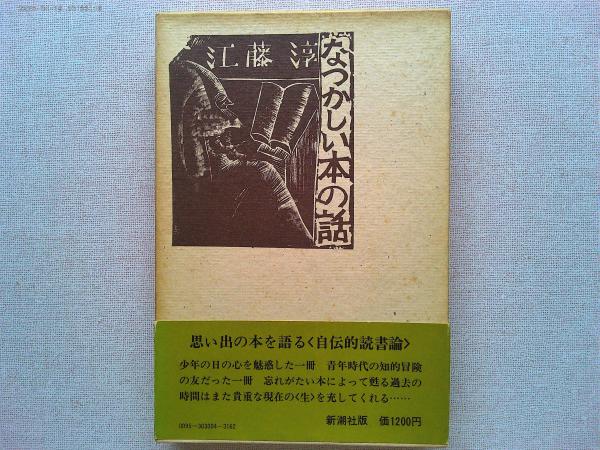 江藤 淳
なつかしい本の話
思い出の本を語る〈自伝的読書論〉
少年の日の心を魅惑した一冊　青年時代の知的冒険
の友だった一冊　忘れがたい本によって甦る過去の
時間はまた貴重な現在の〈生〉を充してくれる……
新潮社版　価1200円
0095-303304-3162